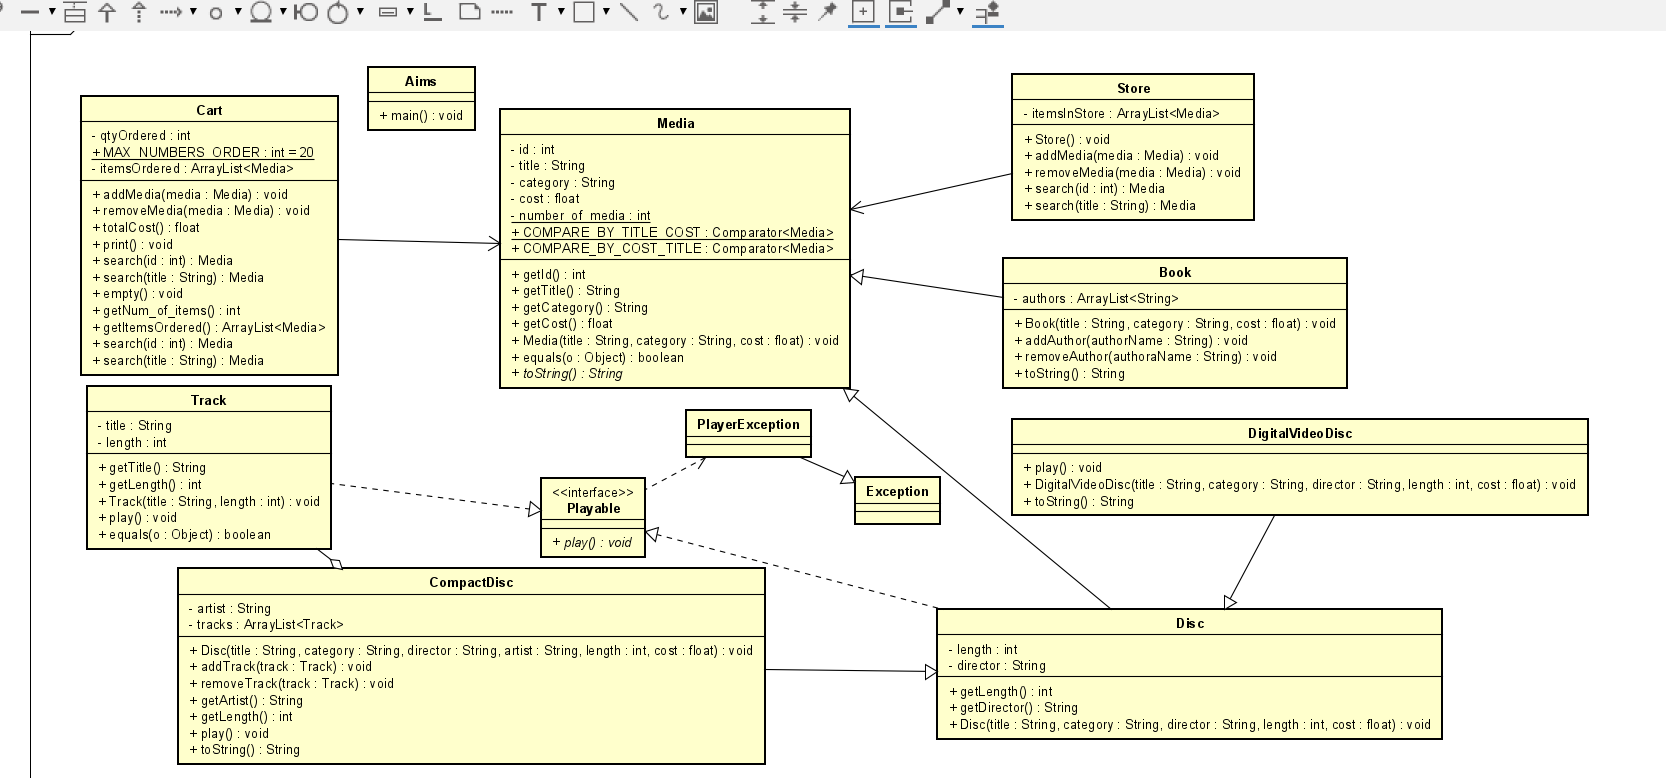 Aims
+ main() : void
Cart
- qtyOrdered : int
+ MAX_NUMBERS_ORDER : int = 20
- itemsOrdered : ArrayList<Media>
+ addMedia(media : Media) : void
+ removeMedia(media : Media) : void
+ totalCost() : float
+ print() : void
+ search(id : int) : Media
+ search(title : String) : Media
+ empty() : void
+ getNum_of_items() : int
+ getItemsOrdered() : ArrayList<Media>
+ search(id : int) : Media
+ search(title : String) : Media
Media
- id : int
- title : String
- category : String
- cost : float
- number_of_media : int
+ COMPARE_BY_TITLE_COST : Comparator<Media>
+ COMPARE_BY_COST_TITLE : Comparator<Media>
+ getId() : int
+ getTitle() : String
+ getCategory() : String
+ getCost() : float
+ Media(title : String, category : String, cost : float) : void
+ equals(o : Object) : boolean
+ toString() : String
Store
- itemsInStore : ArrayList<Media>
+ Store() : void
+ addMedia(media : Media) : void
+ removeMedia(media : Media) : void
+ search(id : int) : Media
+ search(title : String) : Media
Book
- authors : ArrayList<String>
+ Book(title : String, category : String, cost : float) : void
+ addAuthor(authorName : String) : void
+ removeAuthor(authoraName : String) : void
+ toString() : String
Track
- title : String
- length : int
+ getTitle() : String
+ getLength() : int
+ Track(title : String, length : int) : void
+ play() : void
+ equals(o : Object) : boolean
PlayerException
Exception
<<interface>>
Playable
+ play() : void
DigitalVideoDisc
+ play() : void
+ DigitalVideoDisc(title : String, category : String, director : String, length : int, cost : float) : void
+ toString() : String
CompactDisc
- artist : String
- tracks : ArrayList<Track>
+ Disc(title : String, category : String, director : String, artist : String, length : int, cost : float) : void
+ addTrack(track : Track) : void
+ removeTrack(track : Track) : void
+ getArtist() : String
+ getLength() : int
+ play() : void
+ toString() : String
Disc
- length : int
- director : String
+ getLength() : int
+ getDirector() : String
+ Disc(title : String, category : String, director : String, length : int, cost : float) : void